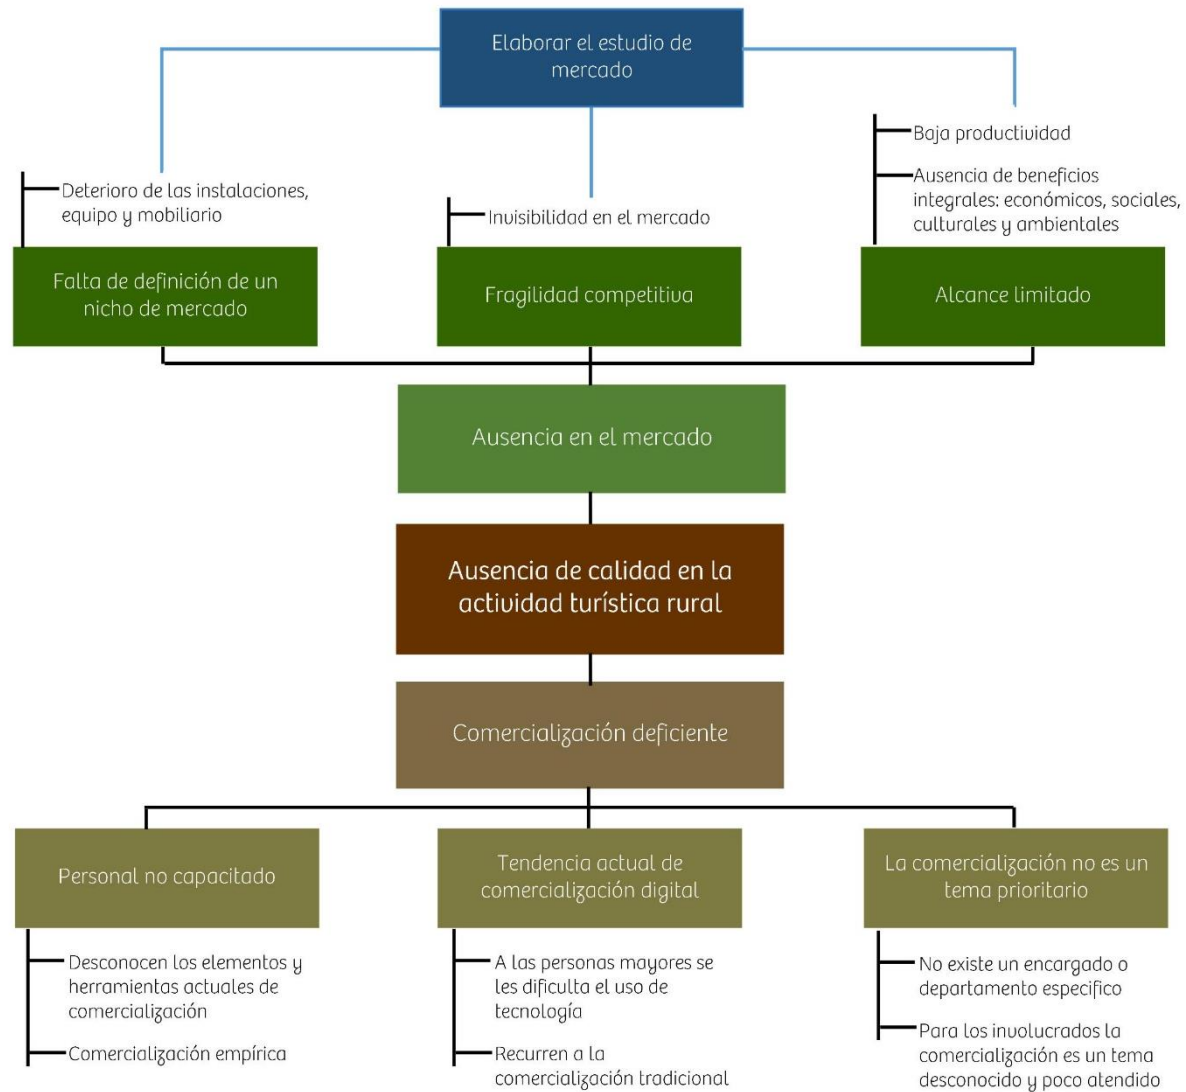 Elaborar el estudio de
mercado
Deterioro de las instalaciones,
equipo y mobiliario
Invisibilidad en el mercado
Baja productividad
Ausencia de beneficios
integrales: económicos, sociales,
culturales y ambientales
Falta de definición de un
nicho de mercado
Fragilidad competitiva
Alcance limitado
Ausencia en el mercado
Ausencia de calidad en la
actividad turística rural
Comercialización deficiente
Personal no capacitado
Tendencia actual de
comercialización digital
La comercialización no es un
tema prioritario
Desconocen los elementos y
herramientas actuales de
comercialización
Comercialización empírica
A las personas mayores se
les dificulta el uso de
tecnología
Recurren a la
comercialización tradicional
No existe un encargado o
departamento especifico
Para los involucrados la
comercialización es un tema
desconocido y poco atendido